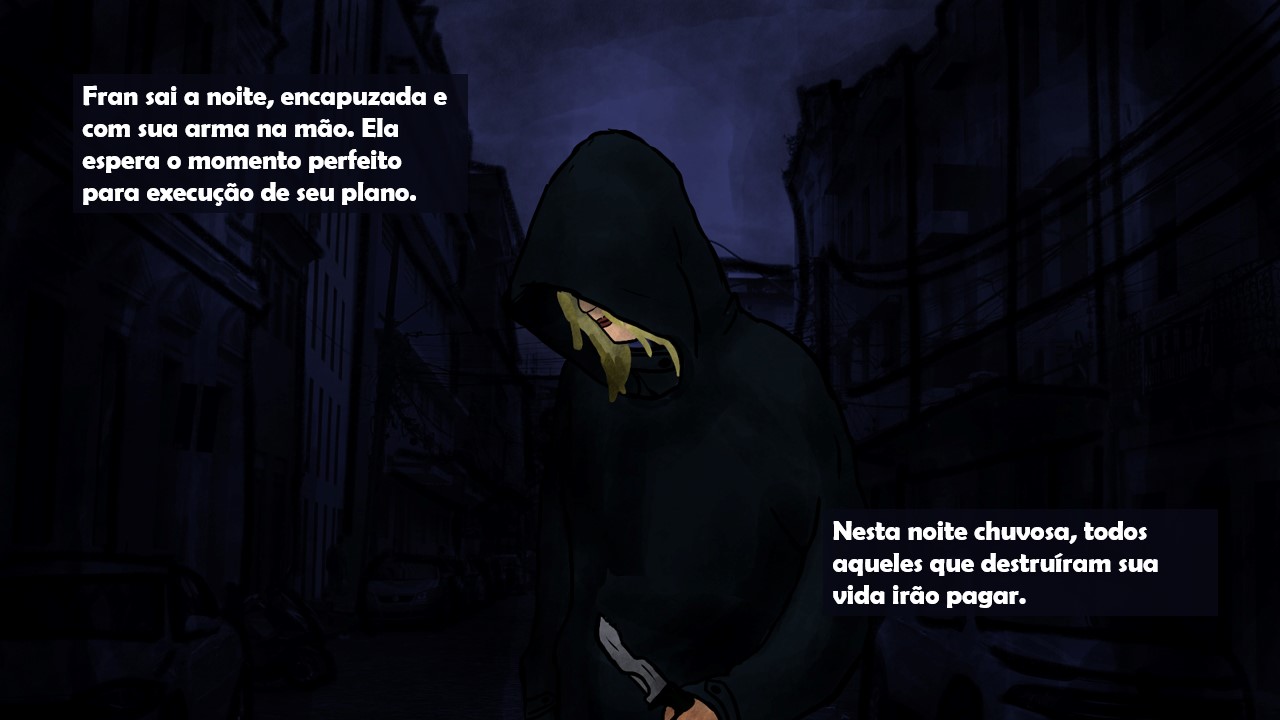 Fran sai a noite, encapuzada e
com sua arma na mão. Ela
espera o momento perfeito
para execução de seu plano.
Nesta noite chuvosa, todos
aqueles que destruíram sua
vida irão pagar.